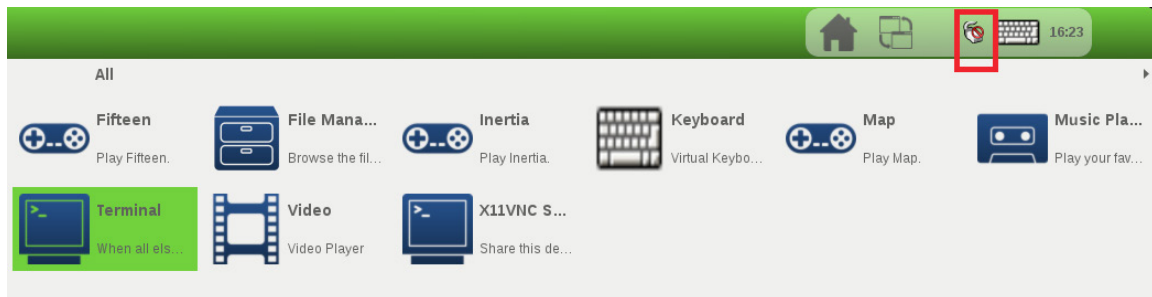 16:23
All
Fifteen
Play Fifteen.
File Mana...
Browse the fil...
Inertia
Play Inertia.
Keyboard
Virtual Keybo...
Map
Play Map.
Music Pla...
Play your fav...
Terminal
When all els...
Video
Video Player
X11VNC S...
Share this de...